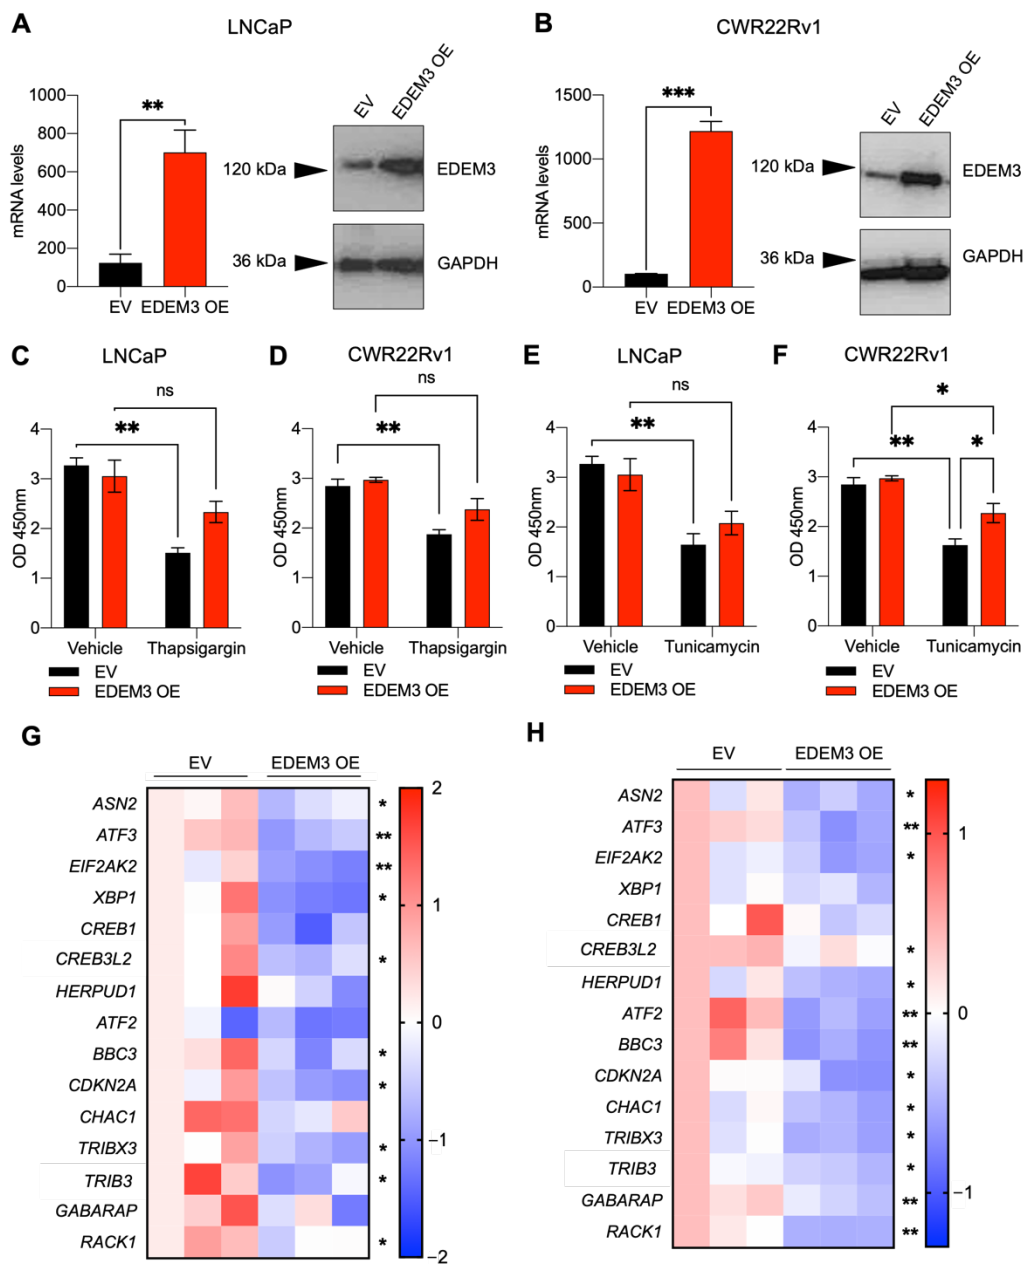 A
LNCaP
B
CWR22Rv1
1000
800
600
400
200
0
mRNA levels
**
EV
EDEM3 OE
EV
EDEM3 OE
120 kDa
EDEM3
36 kDa
GAPDH
1500
1000
500
0
mRNA levels
***
EV
EDEM3 OE
EV
EDEM3 OE
120 kDa
EDEM3
36 kDa
GAPDH
C
LNCaP
ns
**
4
3
2
1
0
OD 450nm
Vehicle
Thapsigargin
EV
EDEM3 OE
D
CWR22Rv1
ns
**
4
3
2
1
0
OD 450nm
Vehicle
Thapsigargin
EV
EDEM3 OE
E
LNCaP
ns
**
4
3
2
1
0
OD 450nm
Vehicle
Tunicamycin
EV
EDEM3 OE
F
CWR22Rv1
*
**
*
4
3
2
1
0
OD 450nm
Vehicle
Tunicamycin
EV
EDEM3 OE
G
EV
EDEM3 OE
ASN2 *
ATF3 **
EIF2AK2 **
XBP1 *
CREB1
CREB3L2 *
HERPUD1
ATF2
BBC3 *
CDKN2A *
CHAC1
TRIBX3 *
TRIB3 *
GABARAP
RACK1 *
2
1
0
−1
−2
H
EV
EDEM3 OE
ASN2 *
ATF3 **
EIF2AK2 *
XBP1
CREB1
CREB3L2 *
HERPUD1 *
ATF2 **
BBC3 **
CDKN2A *
CHAC1 *
TRIBX3 *
TRIB3 *
GABARAP **
RACK1 **
1
0
−1